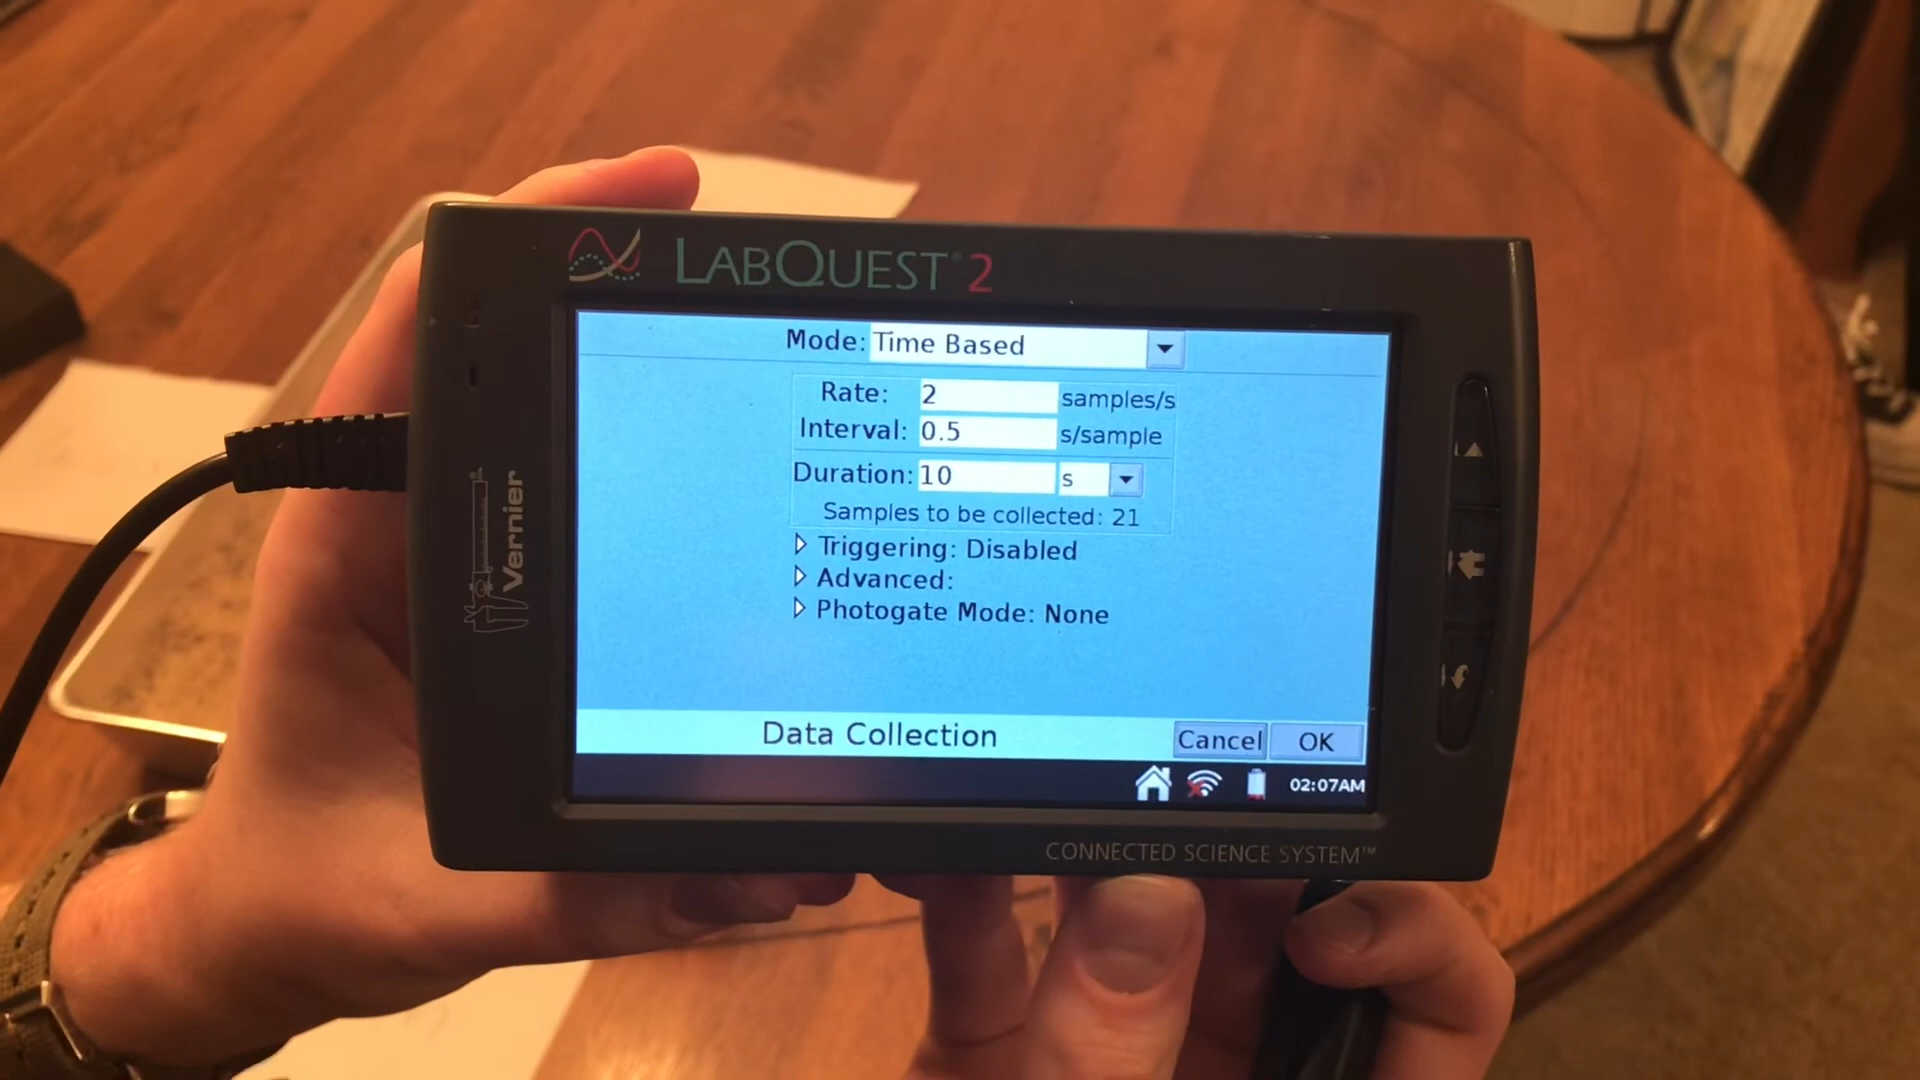 LABQUEST® 2
Mode: Time Based
Rate: 2 samples/s
Interval: 0.5 s/sample
Duration: 10 s
Samples to be collected: 21
Triggering: Disabled
Advanced:
Photogate Mode: None
Data Collection Cancel OK
02:07AM
Vernier
CONNECTED SCIENCE SYSTEM™